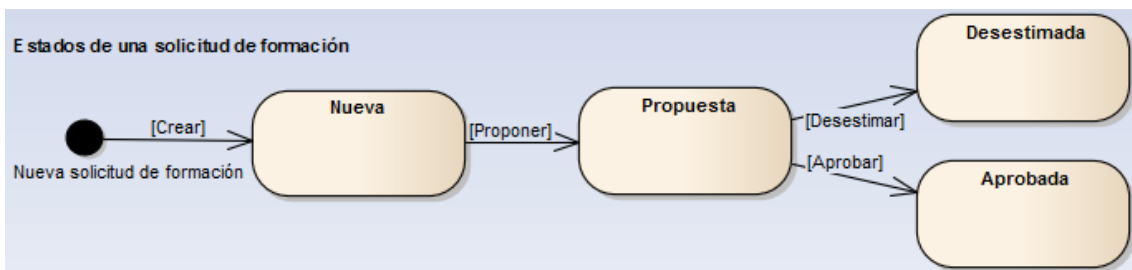 Estados de una solicitud de formación
Nueva solicitud de formación
[Crear]
Nueva
[Proponer]
Propuesta
[Desestimar]
[Aprobar]
Desestimada
Aprobada